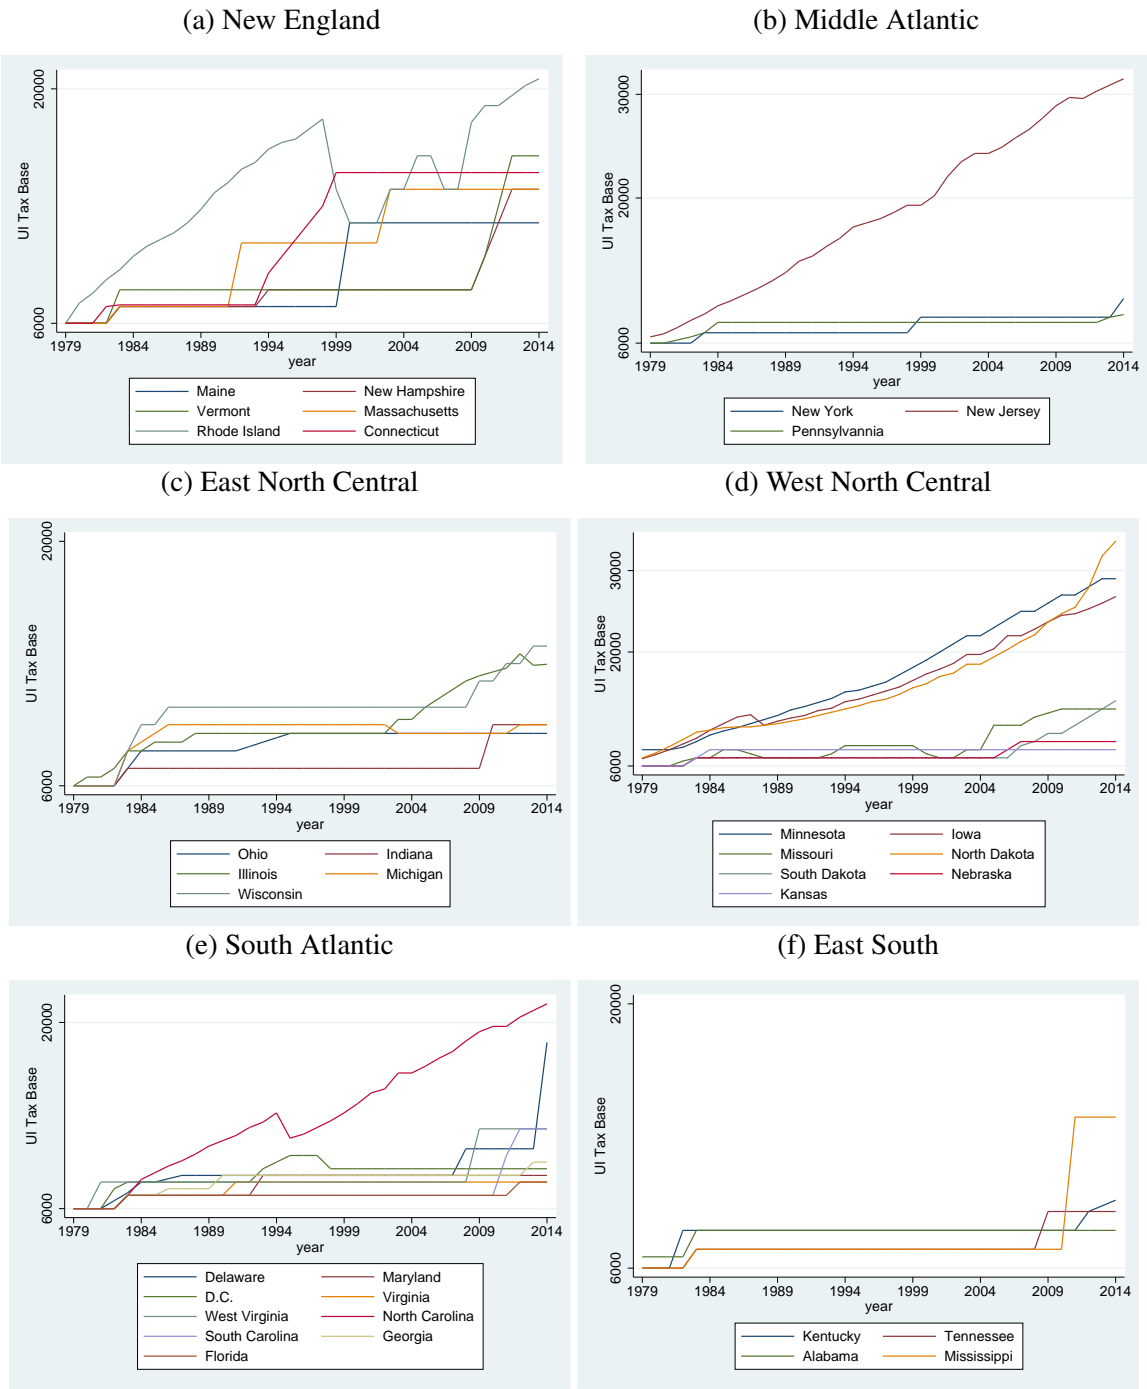 (a) New England
(b) Middle Atlantic
UI Tax Base
20000
6000
1979 1984 1989 1994 1999 2004 2009 2014
year
Maine New Hampshire
Vermont Massachusetts
Rhode Island Connecticut
UI Tax Base
30000
20000
6000
1979 1984 1989 1994 1999 2004 2009 2014
year
New York New Jersey
Pennsylvannia
(c) East North Central
(d) West North Central
UI Tax Base
20000
6000
1979 1984 1989 1994 1999 2004 2009 2014
year
Ohio Indiana
Illinois Michigan
Wisconsin
UI Tax Base
30000
20000
6000
1979 1984 1989 1994 1999 2004 2009 2014
year
Minnesota Iowa
Missouri North Dakota
South Dakota Nebraska
Kansas
(e) South Atlantic
(f) East South
UI Tax Base
20000
6000
1979 1984 1989 1994 1999 2004 2009 2014
year
Delaware Maryland
D.C. Virginia
West Virginia North Carolina
South Carolina Georgia
Florida
UI Tax Base
20000
6000
1979 1984 1989 1994 1999 2004 2009 2014
year
Kentucky Tennessee
Alabama Mississippi